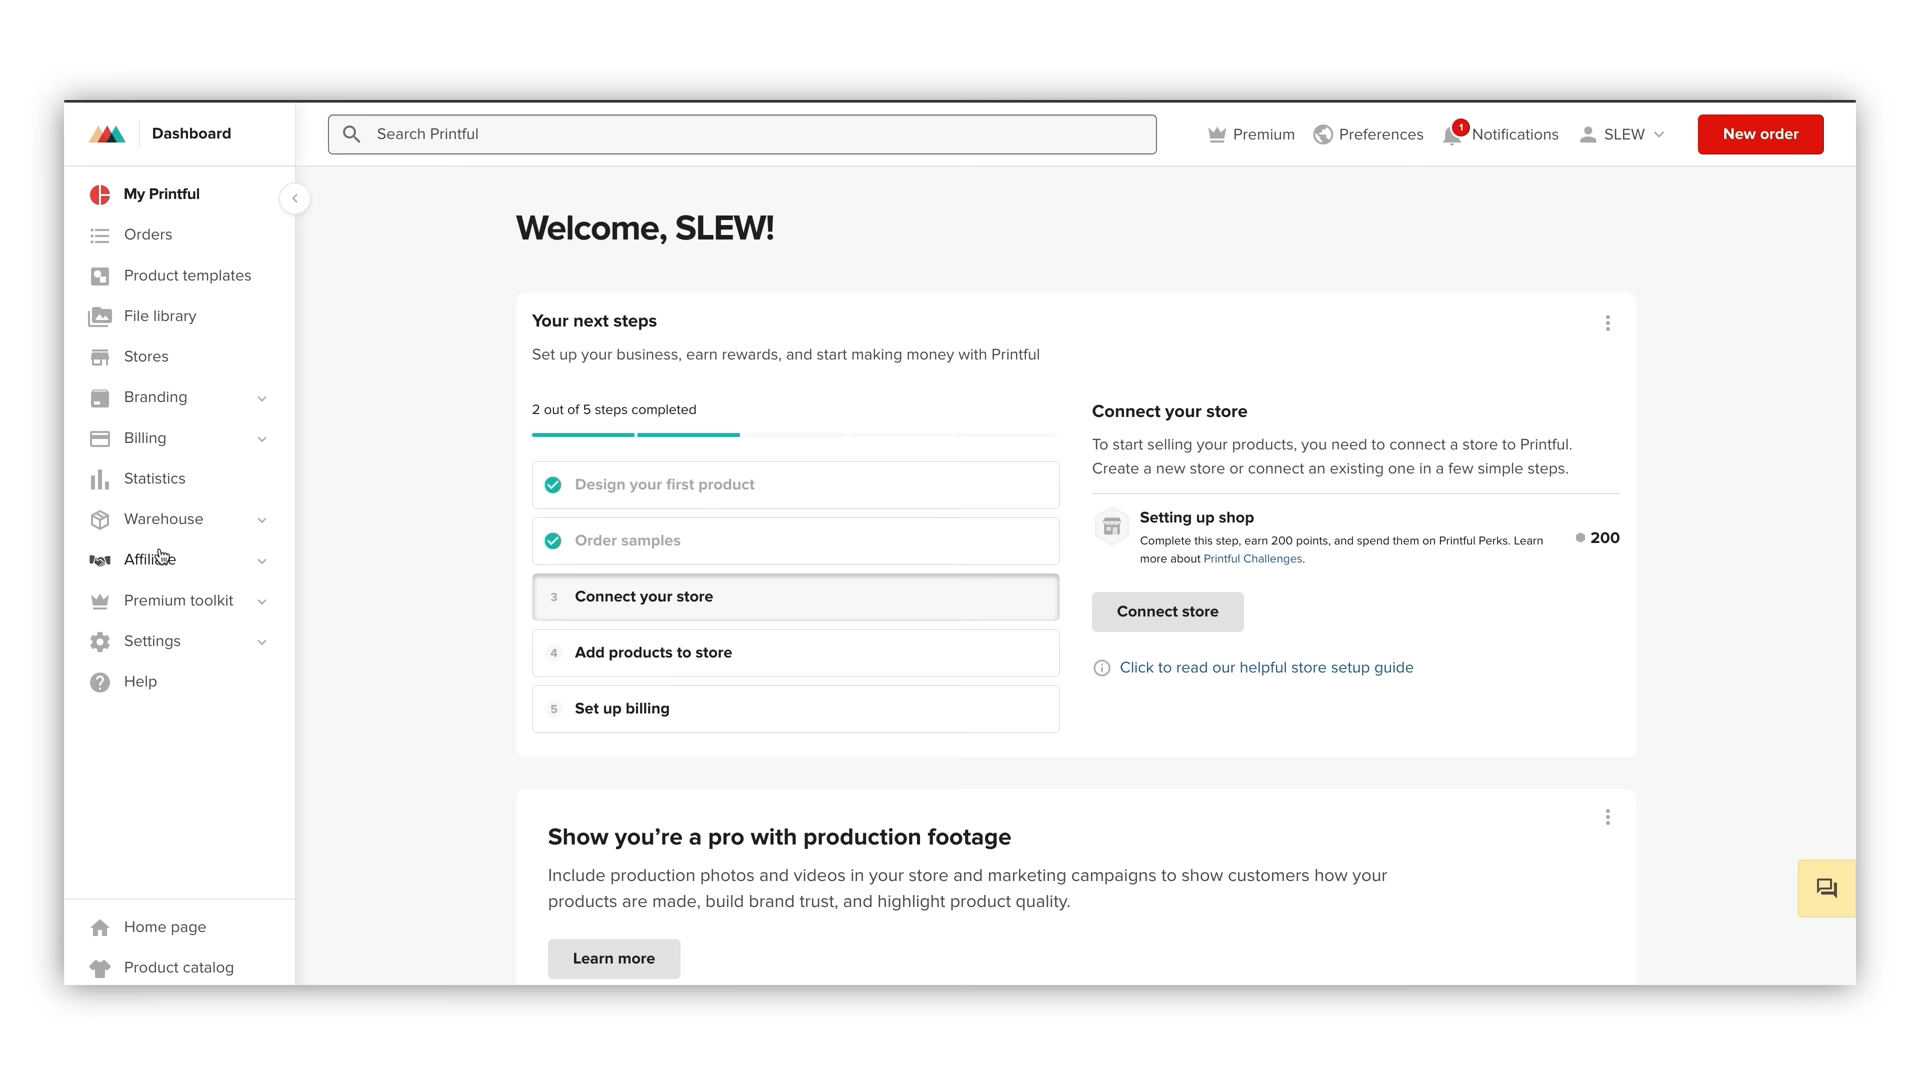 Dashboard
Search Printful
Premium
Preferences
1
Notifications
SLEW
New order
My Printful
Orders
Product templates
File library
Stores
Branding
Billing
Statistics
Warehouse
Affiliate
Premium toolkit
Settings
Help
Home page
Product catalog
Welcome, SLEW!
Your next steps
Set up your business, earn rewards, and start making money with Printful
2 out of 5 steps completed
Design your first product
Order samples
3 Connect your store
4 Add products to store
5 Set up billing
Connect your store
To start selling your products, you need to connect a store to Printful.
Create a new store or connect an existing one in a few simple steps.
Setting up shop
Complete this step, earn 200 points, and spend them on Printful Perks. Learn
more about Printful Challenges.
200
Connect store
Click to read our helpful store setup guide
Show you’re a pro with production footage
Include production photos and videos in your store and marketing campaigns to show customers how your
products are made, build brand trust, and highlight product quality.
Learn more